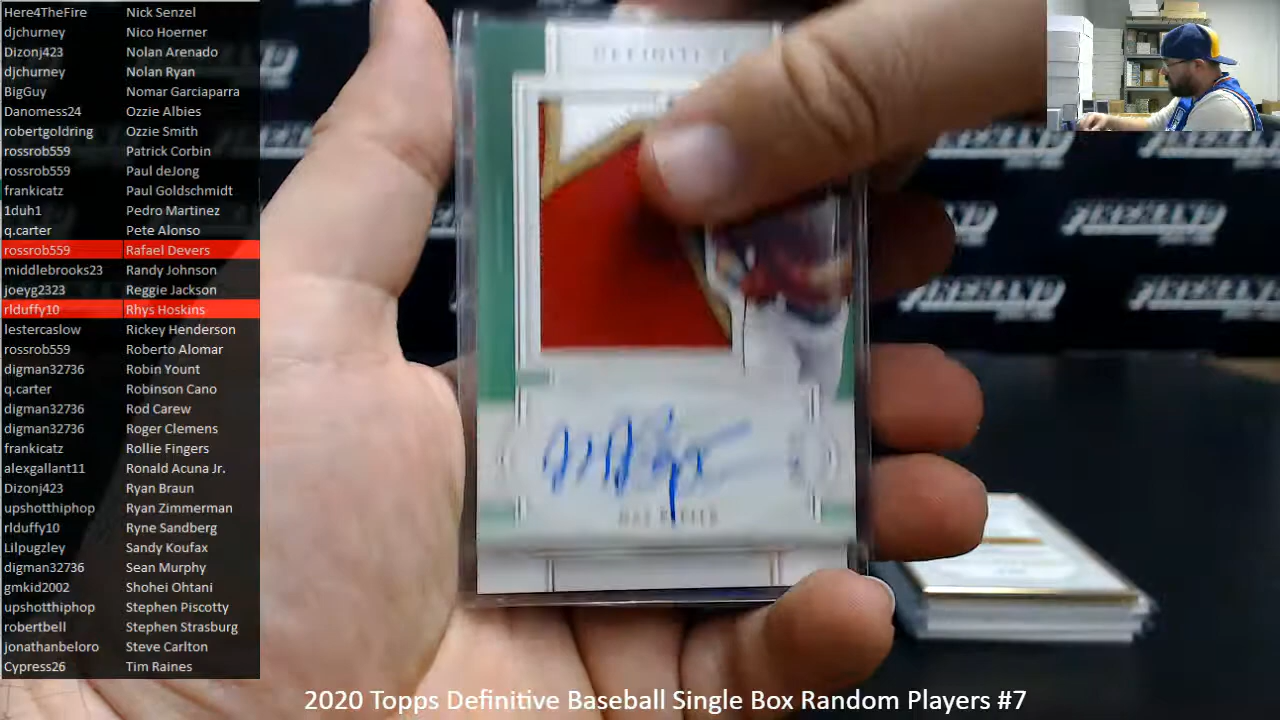 Here4TheFire Nick Senzel
djchurney Nico Hoerner
Dizonj423 Nolan Arenado
djchurney Nolan Ryan
BigGuy Nomar Garciaparra
Danomess24 Ozzie Albies
robertgoldring Ozzie Smith
rossrob559 Patrick Corbin
rossrob559 Paul deJong
frankicatz Paul Goldschmidt
1duh1 Pedro Martinez
q.carter Pete Alonso
rossrob559 Rafael Devers
middlebrooks23 Randy Johnson
joeyg2323 Reggie Jackson
rlduffy10 Rhys Hoskins
lestercaslow Rickey Henderson
rossrob559 Roberto Alomar
digman32736 Robin Yount
q.carter Robinson Cano
digman32736 Rod Carew
digman32736 Roger Clemens
frankicatz Rollie Fingers
alexgallant11 Ronald Acuna Jr.
Dizonj423 Ryan Braun
upshotthiphop Ryan Zimmerman
rlduffy10 Ryne Sandberg
Lilpugzley Sandy Koufax
digman32736 Sean Murphy
gmkid2002 Shohei Ohtani
upshotthiphop Stephen Piscotty
robertbell Stephen Strasburg
jonathanbeloro Steve Carlton
Cypress26 Tim Raines
FIREHAND
FIREHAND
FIREHAND
2020 Topps Definitive Baseball Single Box Random Players #7